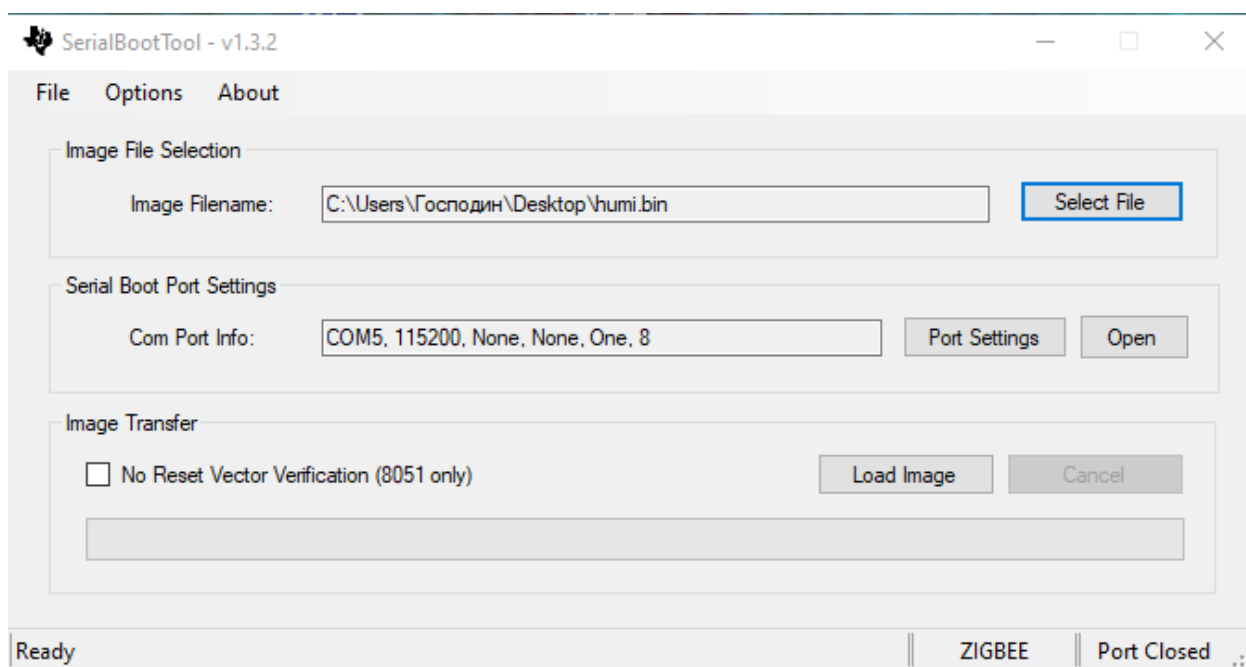 SerialBootTool - v1.3.2
File Options About
Image File Selection
Image Filename: C:\Users\Господин\Desktop\humi.bin Select File
Serial Boot Port Settings
Com Port Info: COM5, 115200, None, None, One, 8 Port Settings Open
Image Transfer
No Reset Vector Verification (8051 only) Load Image Cancel
Ready ZIGBEE Port Closed